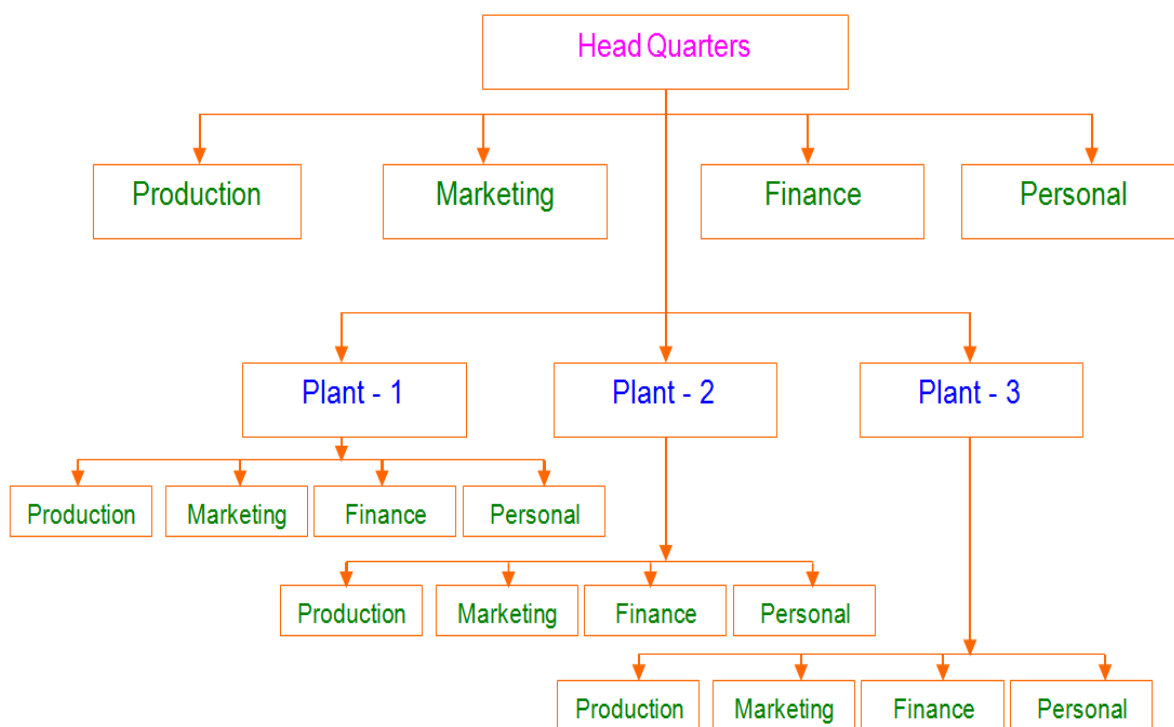 Head Quarters
Production
Marketing
Finance
Personal
Plant - 1
Plant - 2
Plant - 3
Production
Marketing
Finance
Personal
Production
Marketing
Finance
Personal
Production
Marketing
Finance
Personal